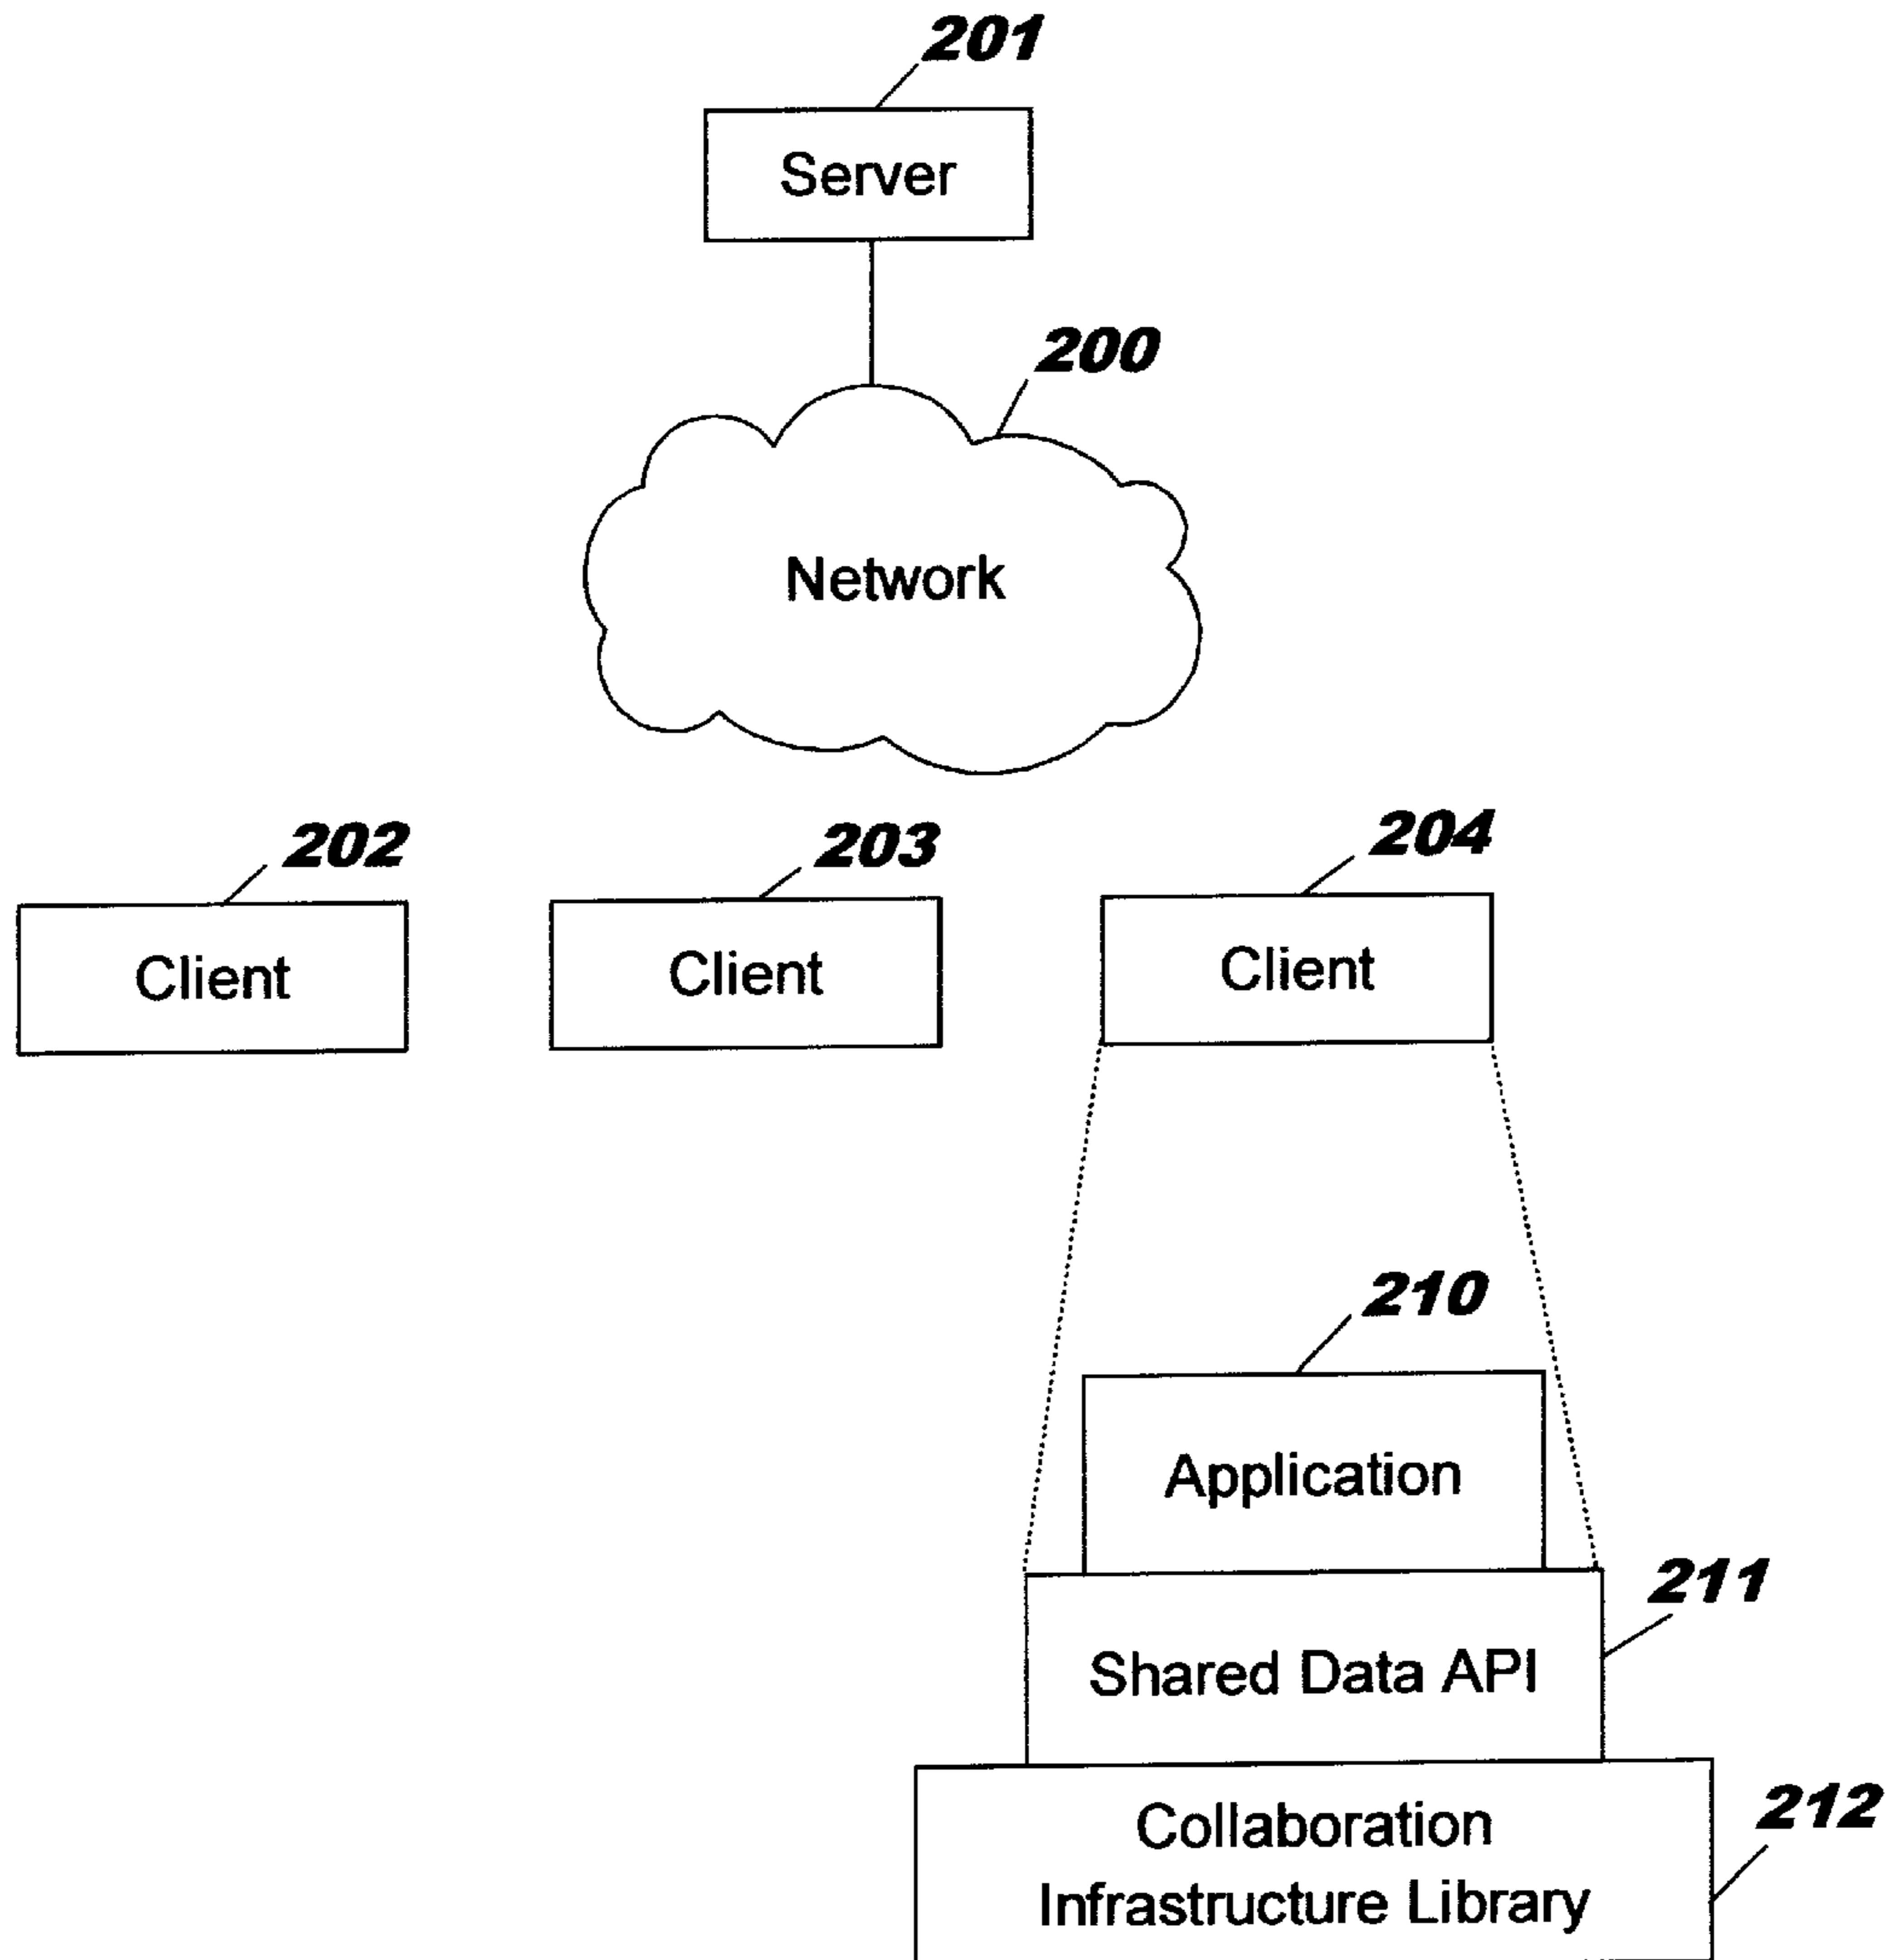 201
Server
200
Network
202
203
204
Client
Client
Client
210
Application
211
Shared Data API
212
Collaboration
Infrastructure Library